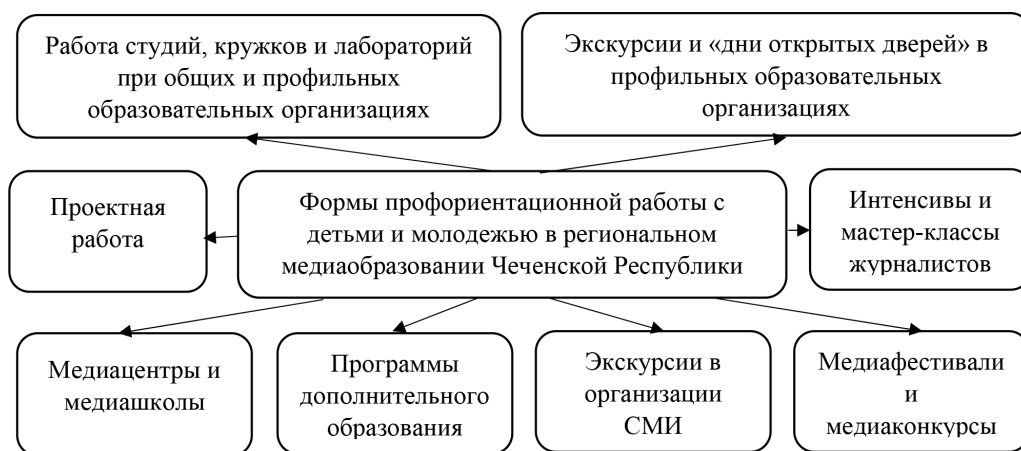 Работа студий, кружков и лабораторий
при общих и профильных
образовательных организациях
Экскурсии и «дни открытых дверей» в
профильных образовательных
организациях
Проектная
работа
Формы профориентационной работы с
детьми и молодежью в региональном
медиаобразовании Чеченской Республики
Интенсивы и
мастер-классы
журналистов
Медиацентры и
медиашколы
Программы
дополнительного
образования
Экскурсии в
организации
СМИ
Медиафестивали
и
медиаконкурсы